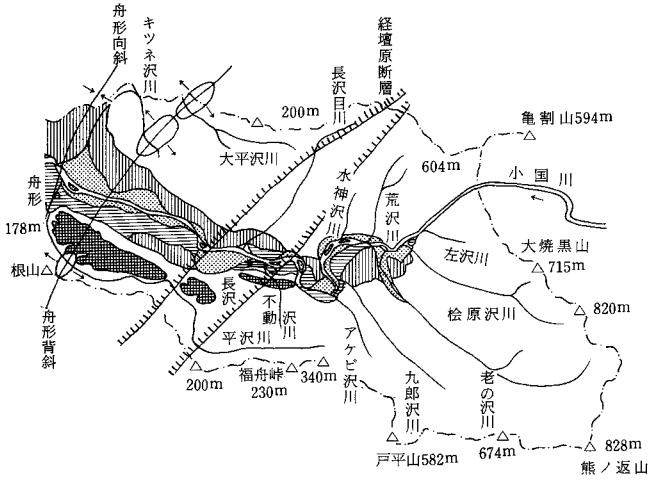 舟形向斜
キツネ沢川
経壇原断層
長沢目川
200m
亀割山594m
大平沢川
水神沢川
604m
荒沢川
小国川
舟形
178m
左沢川
大焼黒山
715m
根山
長沢
不動沢川
桧原沢川
820m
平沢川
舟形背斜
アケビ沢川
九郎沢川
老の沢川
200m
福舟峠
230m
340m
戸平山582m
674m
828m
熊ノ返山